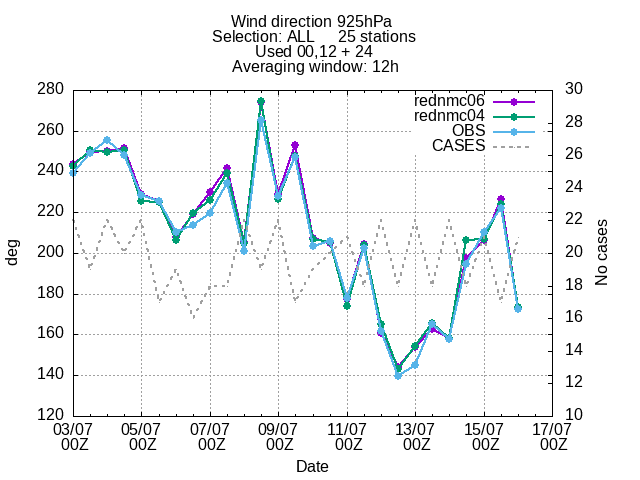 Wind direction 925hPa
Selection: ALL 25 stations
Used 00,12 + 24
Averaging window: 12h
280
260
240
220
200
180
160
140
120
deg
rednmc06
rednmc04
OBS
CASES
30
28
26
24
22
20
18
16
14
12
10
No cases
03/07 05/07 07/07 09/07 11/07 13/07 15/07 17/07
00Z 00Z 00Z 00Z 00Z 00Z 00Z 00Z
Date